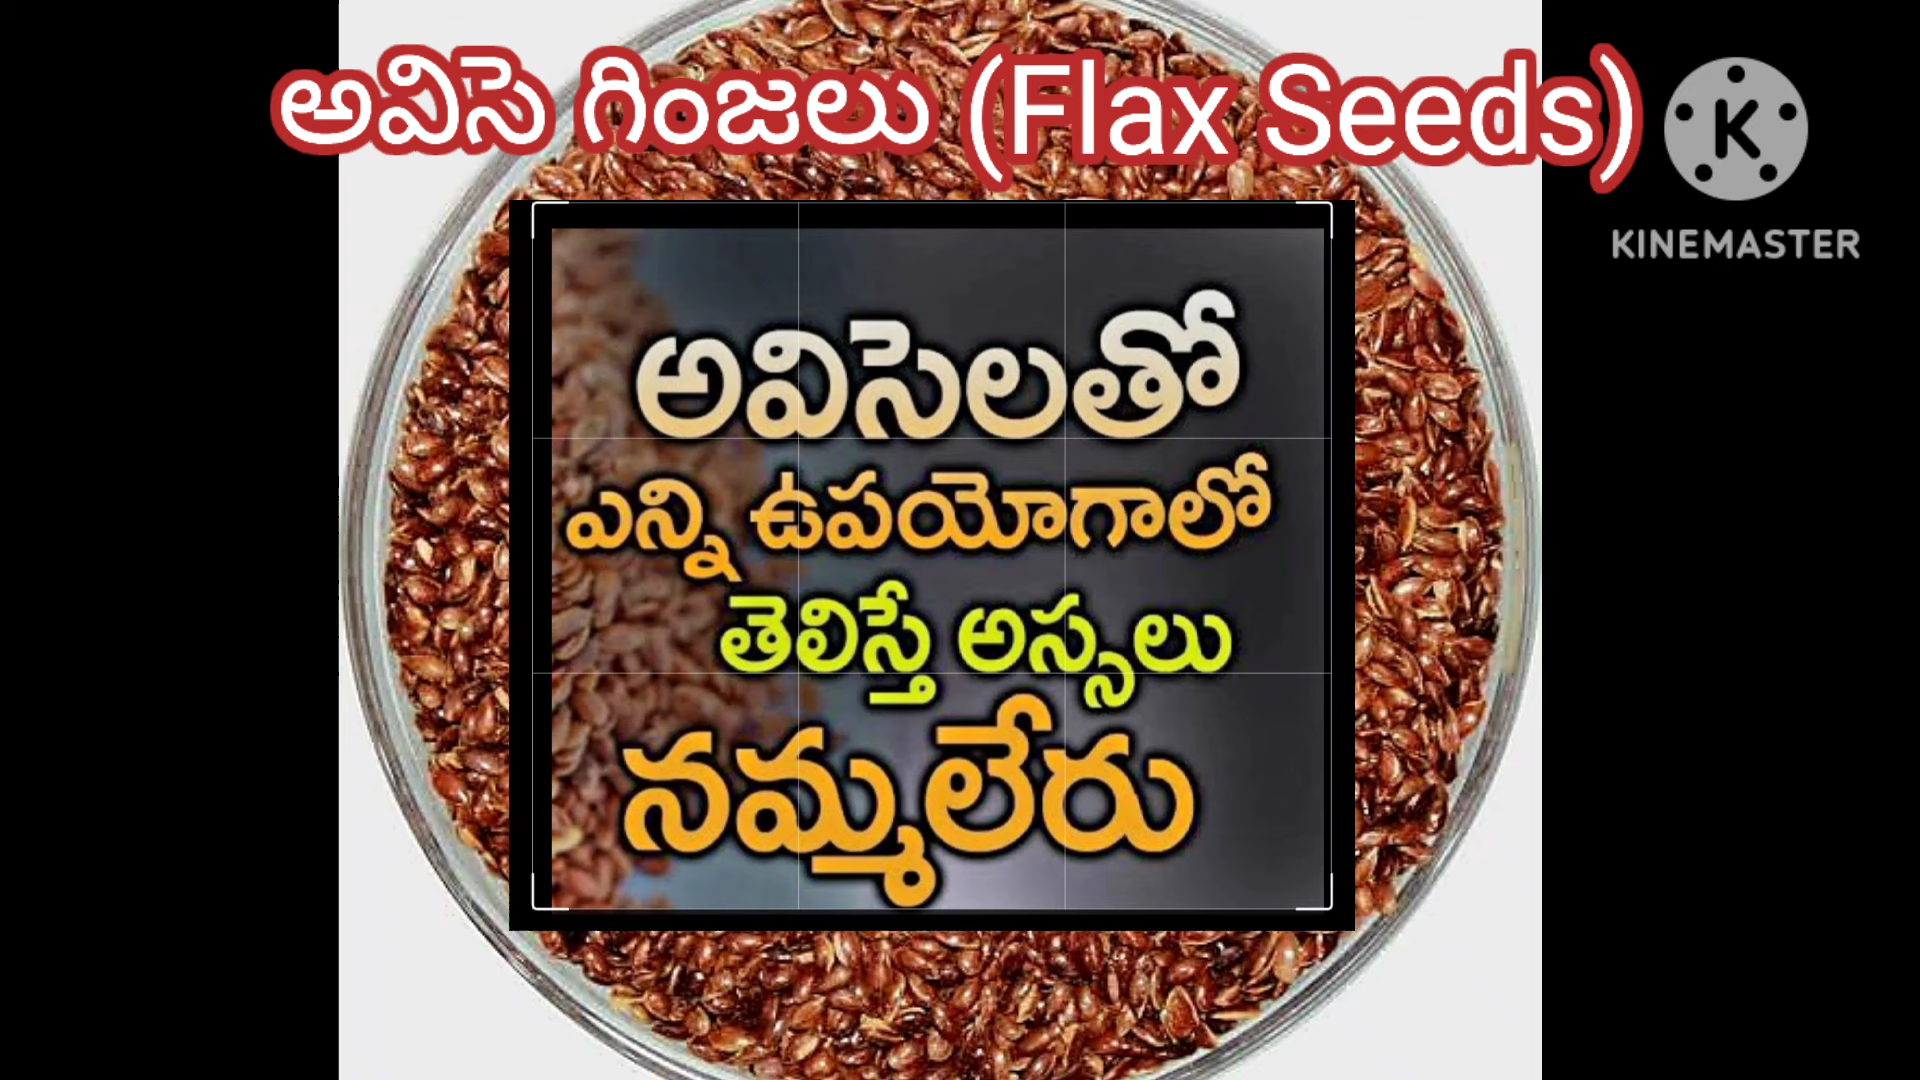 అవిసె గింజలు (Flax Seeds)
K
KINEMASTER
అవిసెలతో
ఎన్ని ఉపయోగాలో
తెలిస్తే అస్సలు
నమ్మలేరు